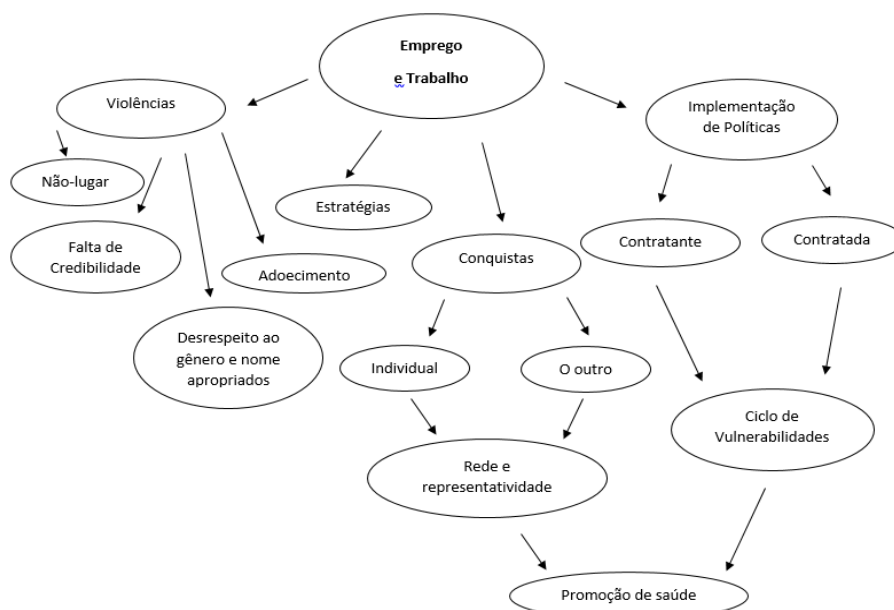 Emprego
e Trabalho
Violências
Implementação
de Políticas
Não-lugar
Estratégias
Falta de
Credibilidade
Adoecimento
Conquistas
Contratante
Contratada
Desrespeito ao
gênero e nome
apropriados
Individual
O outro
Ciclo de
Vulnerabilidades
Rede e
representatividade
Promoção de saúde